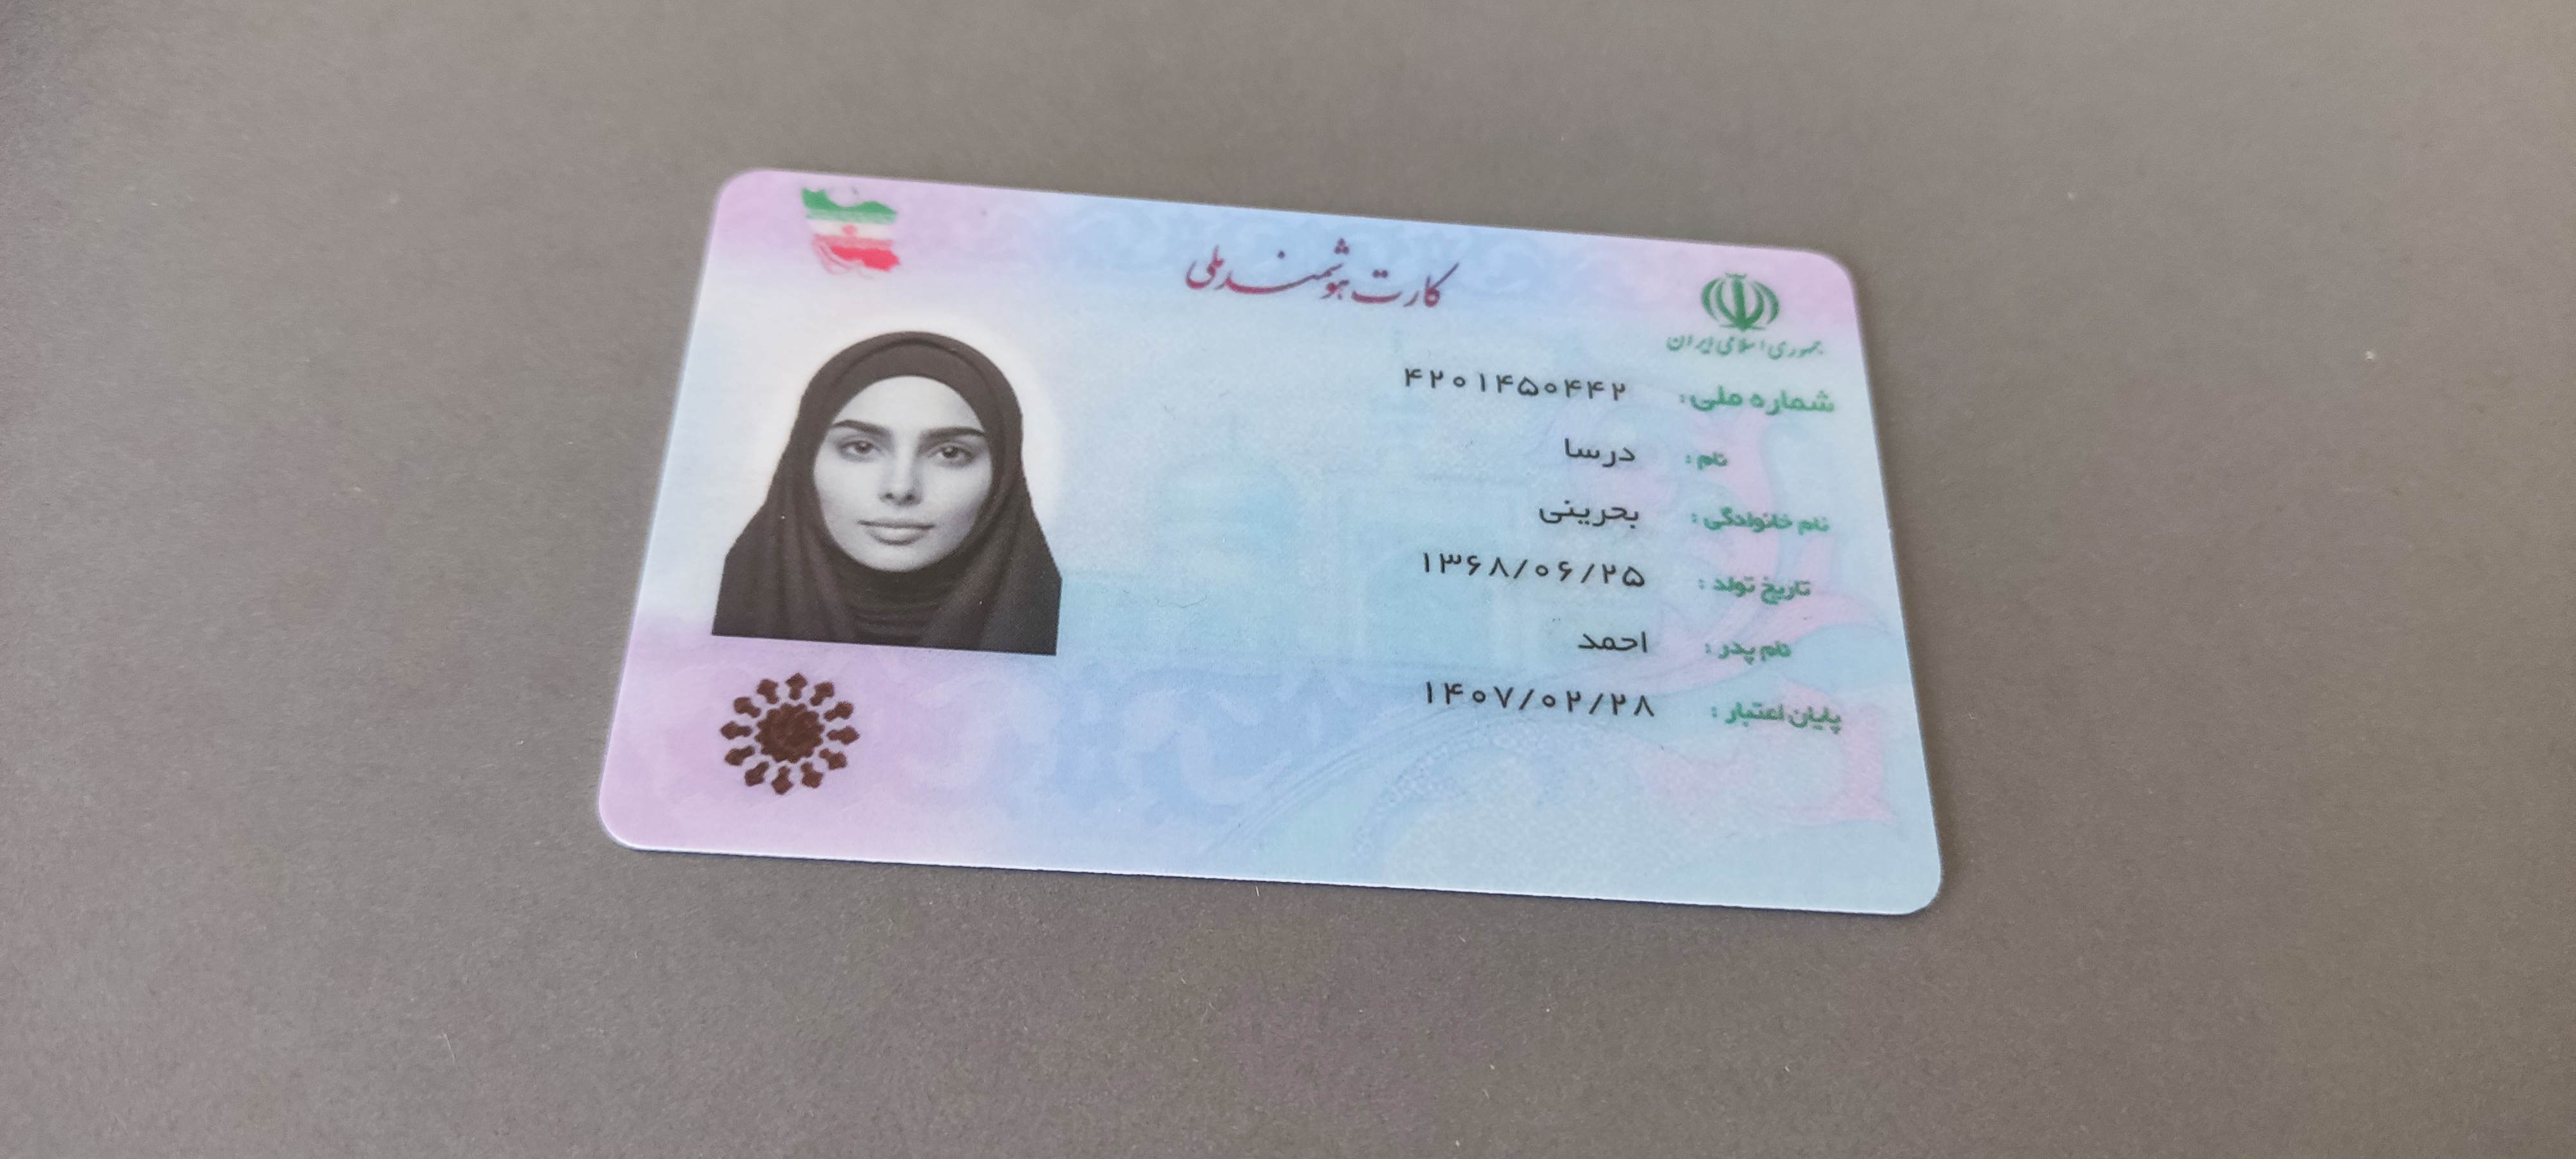 کارت هوشمند ملی
جمهوری اسلامی ایران
شماره ملی: ۴۲۰۱۴۵۰۴۴۲
نام : درسا
نام خانوادگی : بحرینی
تاریخ تولد : ۱۳۶۸/۰۶/۲۵
نام پدر : احمد
پایان اعتبار : ۱۴۰۷/۰۲/۲۸